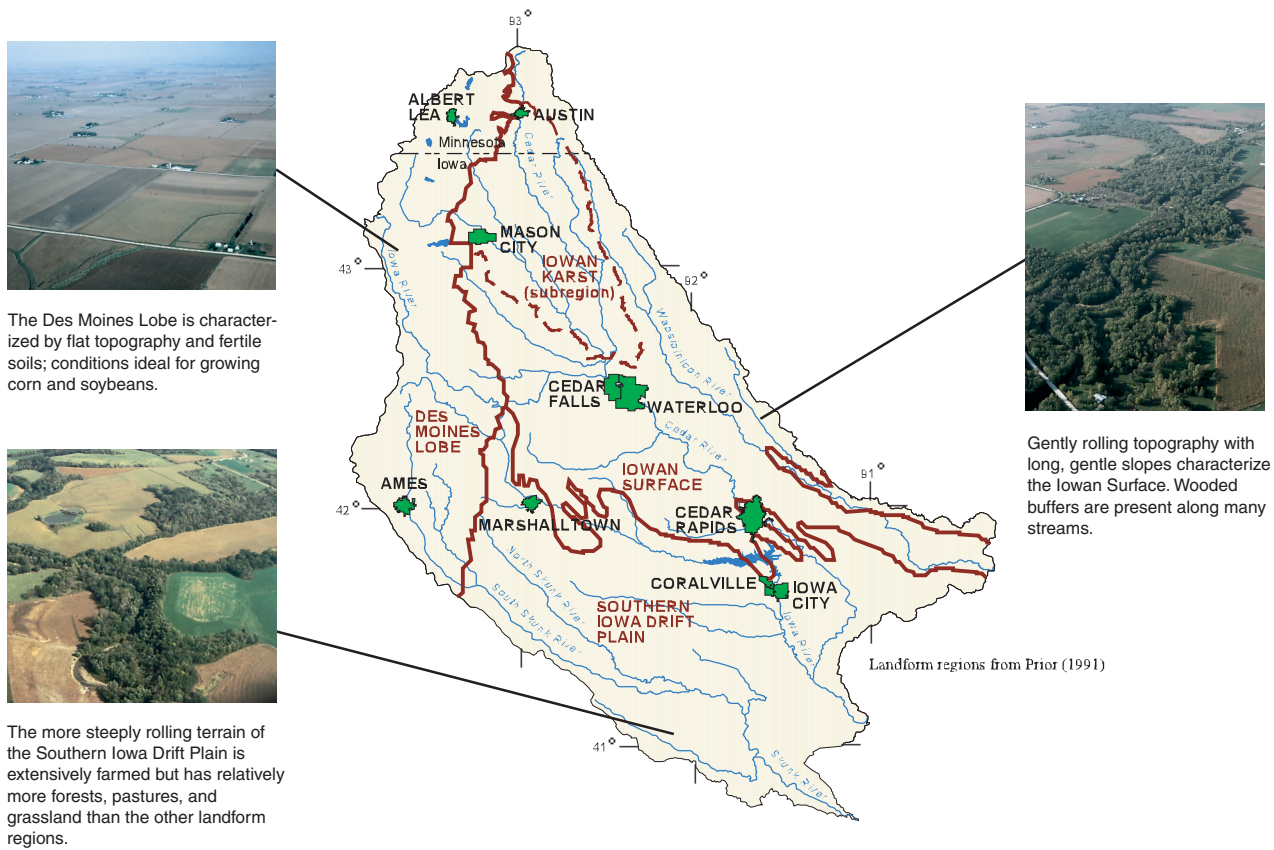 93°
ALBERT
LEA
AUSTIN
Minnesota
Iowa
Cedar River
MASON
CITY
IOWAN
KARST
(subregion)
43°
Iowa River
92°
Wapsipinicon River
The Des Moines Lobe is character-
ized by flat topography and fertile
soils; conditions ideal for growing
corn and soybeans.
CEDAR
FALLS
WATERLOO
DES
MOINES
LOBE
Cedar River
IOWAN
SURFACE
91°
Gently rolling topography with
long, gentle slopes characterize
the Iowan Surface. Wooded
buffers are present along many
streams.
AMES
42°
MARSHALLTOWN
CEDAR
RAPIDS
North Skunk River
South Skunk River
CORALVILLE
IOWA
CITY
SOUTHERN
IOWA DRIFT
PLAIN
Iowa River
Landform regions from Prior (1991)
41°
Skunk River
The more steeply rolling terrain of
the Southern Iowa Drift Plain is
extensively farmed but has relatively
more forests, pastures, and
grassland than the other landform
regions.